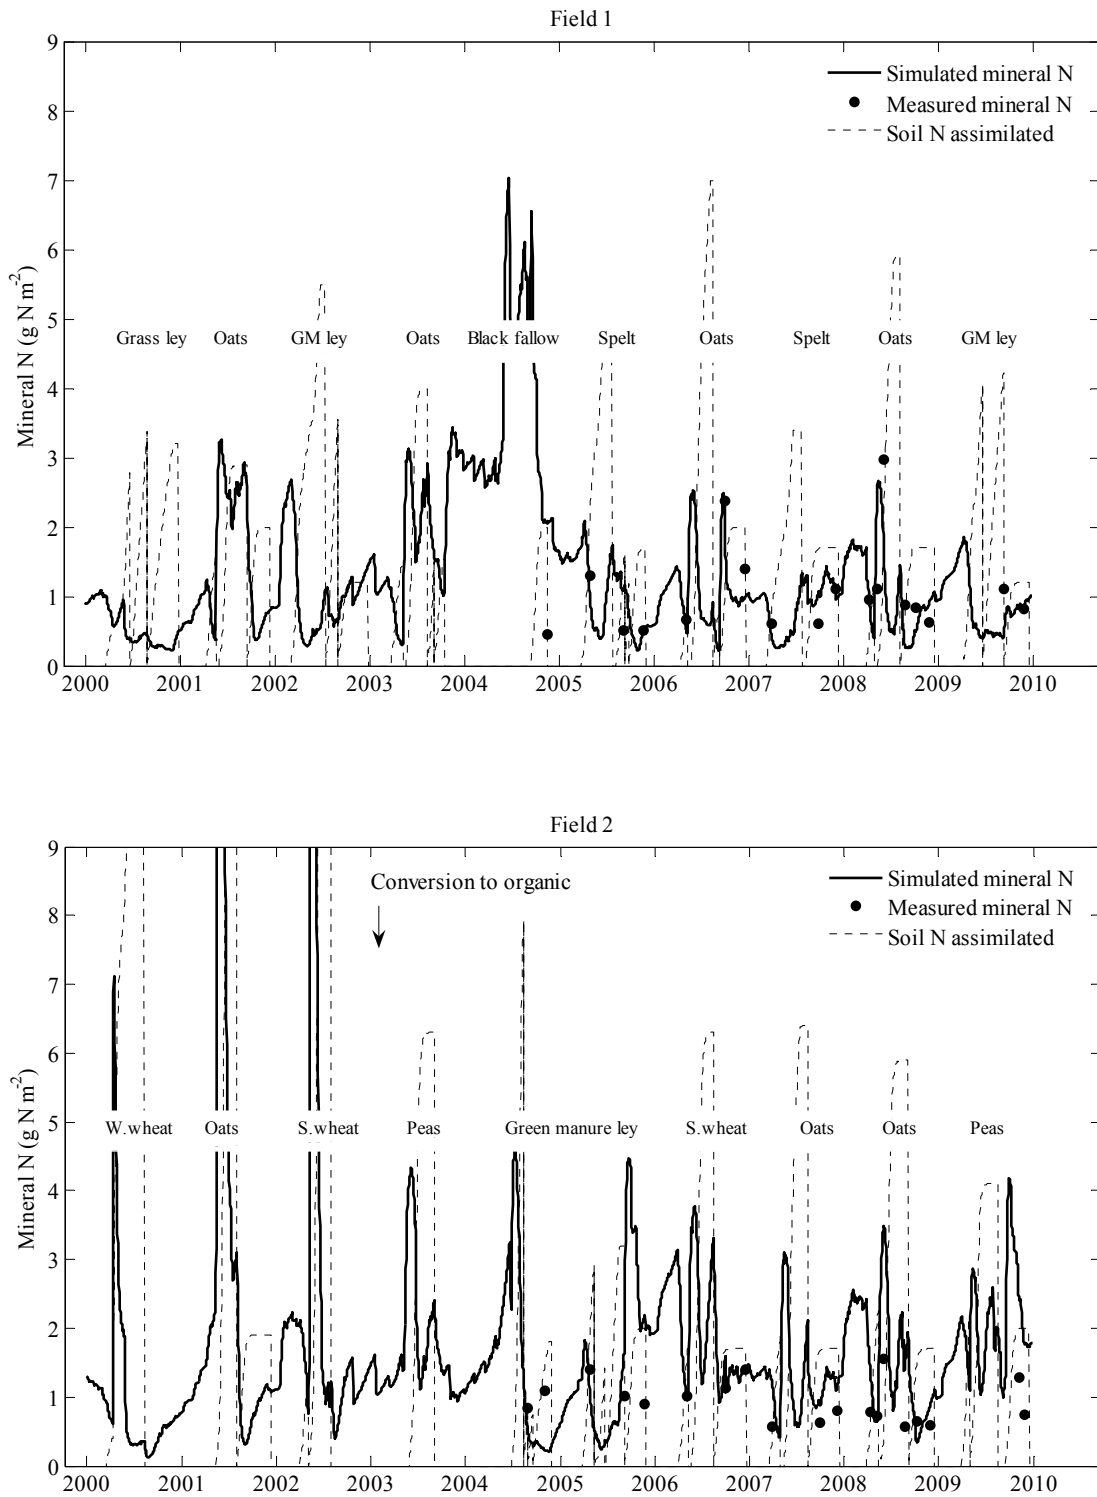 Field 1
9
8
7
6
5
4
3
2
1
0
Mineral N (g N m-2)
Simulated mineral N
Measured mineral N
Soil N assimilated
Grass ley Oats GM ley Oats Black fallow Spelt Oats Spelt Oats GM ley
2000 2001 2002 2003 2004 2005 2006 2007 2008 2009 2010
Field 2
9
7
6
5
4
3
2
1
0
Mineral N (g N m-2)
Conversion to organic
Simulated mineral N
Measured mineral N
Soil N assimilated
W.wheat Oats S.wheat Peas Green manure ley S.wheat Oats Oats Peas
2000 2001 2002 2003 2004 2005 2006 2007 2008 2009 2010